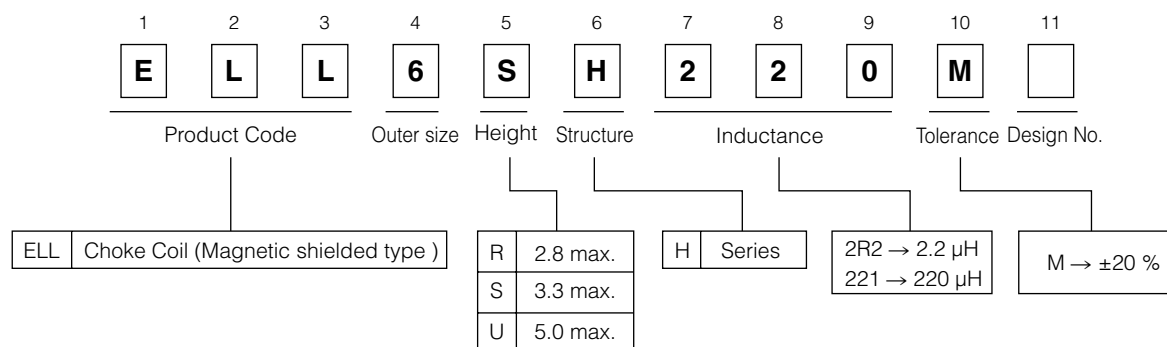 1 2 3 4 5 6 7 8 9 10 11
E L L 6 S H 2 2 0 M
Product Code Outer size Height Structure Inductance Tolerance Design No.
ELL Choke Coil (Magnetic shielded type )
R 2.8 max.
S 3.3 max.
U 5.0 max.
H Series
2R2 → 2.2 µH
221 → 220 µH
M → ±20 %